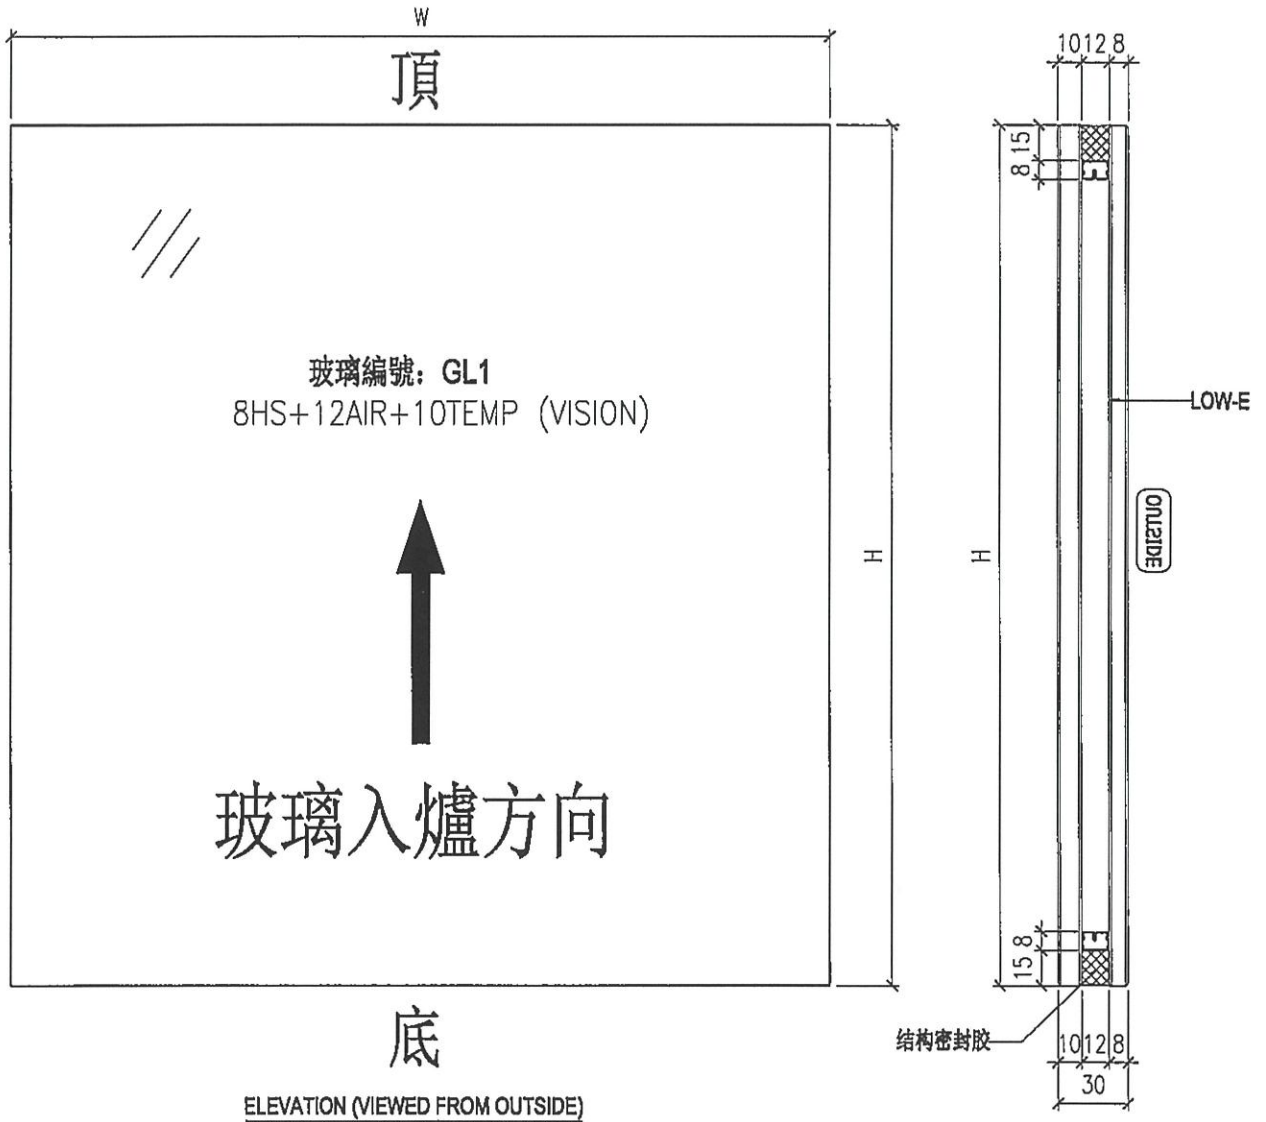 W
頂
玻璃編號：GL1
8HS+12AIR+10TEMP (VISION)
玻璃入爐方向
底
ELEVATION (VIEWED FROM OUTSIDE)
H
H
10 12 8
15
8
LOW-E
OUTSIDE
8
15
结构密封胶
10 12 8
30